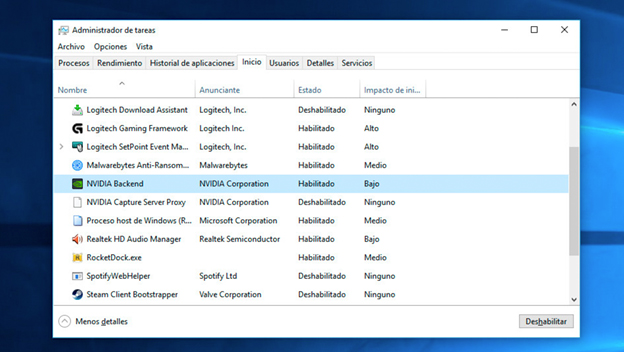 Administrador de tareas
Archivo Opciones Vista
Procesos Rendimiento Historial de aplicaciones Inicio Usuarios Detalles Servicios
Nombre Anunciante Estado Impacto de ini...
Logitech Download Assistant Logitech, Inc. Deshabilitado Ninguno
Logitech Gaming Framework Logitech Inc. Habilitado Alto
Logitech SetPoint Event Ma... Logitech, Inc. Habilitado Alto
Malwarebytes Anti-Ransom... Malwarebytes Habilitado Medio
NVIDIA Backend NVIDIA Corporation Habilitado Bajo
NVIDIA Capture Server Proxy NVIDIA Corporation Deshabilitado Ninguno
Proceso host de Windows (R... Microsoft Corporation Habilitado Medio
Realtek HD Audio Manager Realtek Semiconductor Habilitado Bajo
RocketDock.exe Habilitado Medio
SpotifyWebHelper Spotify Ltd Deshabilitado Ninguno
Steam Client Bootstrapper Valve Corporation Deshabilitado Ninguno
Menos detalles Deshabilitar